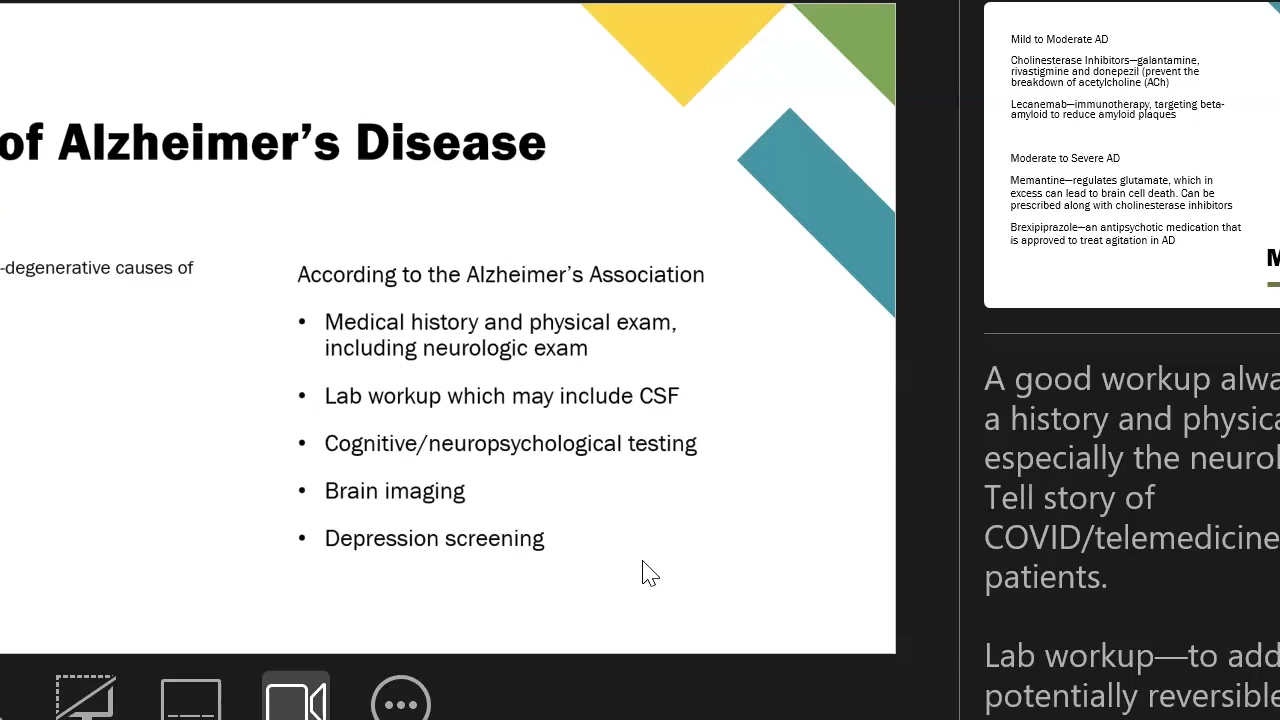 of Alzheimer’s Disease
-degenerative causes of
According to the Alzheimer’s Association
• Medical history and physical exam,
including neurologic exam
• Lab workup which may include CSF
• Cognitive/neuropsychological testing
• Brain imaging
• Depression screening
Mild to Moderate AD
Cholinesterase Inhibitors—galantamine,
rivastigmine and donepezil (prevent the
breakdown of acetylcholine (ACh)
Lecanemab—immunotherapy, targeting beta-
amyloid to reduce amyloid plaques
Moderate to Severe AD
Memantine—regulates glutamate, which in
excess can lead to brain cell death. Can be
prescribed along with cholinesterase inhibitors
Brexipiprazole—an antipsychotic medication that
is approved to treat agitation in AD
M
A good workup alwa
a history and physica
especially the neurol
Tell story of
COVID/telemedicine
patients.
Lab workup—to add
potentially reversible